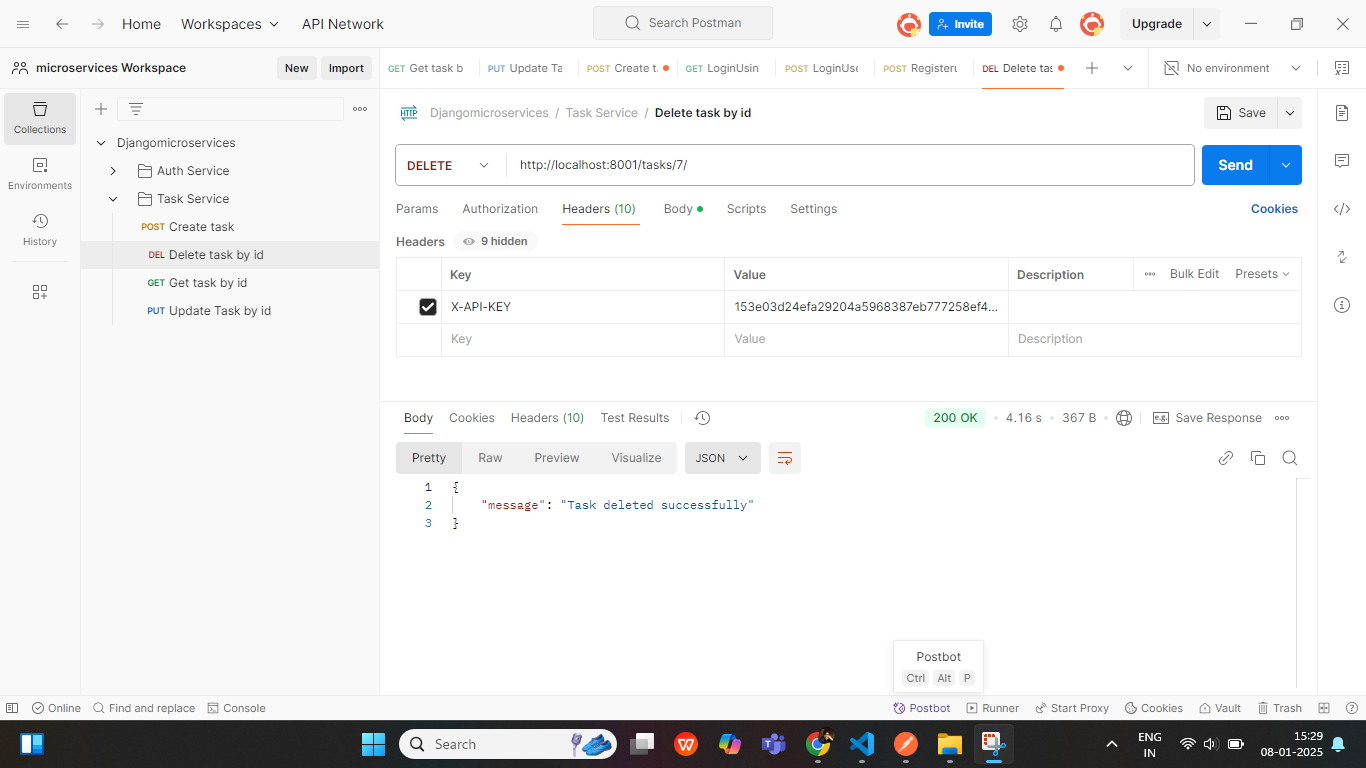 Home Workspaces API Network Search Postman Invite Upgrade
microservices Workspace New Import GET Get task b PUT Update Ta POST Create t. GET LoginUsin POST LoginUse POST Registeru DEL Delete tas No environment
Collections
Environments
History
Djangomicroservices
Auth Service
Task Service
POST Create task
DEL Delete task by id
GET Get task by id
PUT Update Task by id
HTTP Djangomicroservices / Task Service / Delete task by id Save
DELETE http://localhost:8001/tasks/7/ Send
Params Authorization Headers (10) Body Scripts Settings Cookies
Headers 9 hidden
Key Value Description Bulk Edit Presets
X-API-KEY 153e03d24efa29204a5968387eb777258ef4...
Key Value Description
Body Cookies Headers (10) Test Results 200 OK 4.16 s 367 B e.g. Save Response
Pretty Raw Preview Visualize JSON
1 {
2 "message": "Task deleted successfully"
3 }
Postbot
Ctrl Alt P
Online Find and replace Console Postbot Runner Start Proxy Cookies Vault Trash
Search ENG IN 15:29 08-01-2025